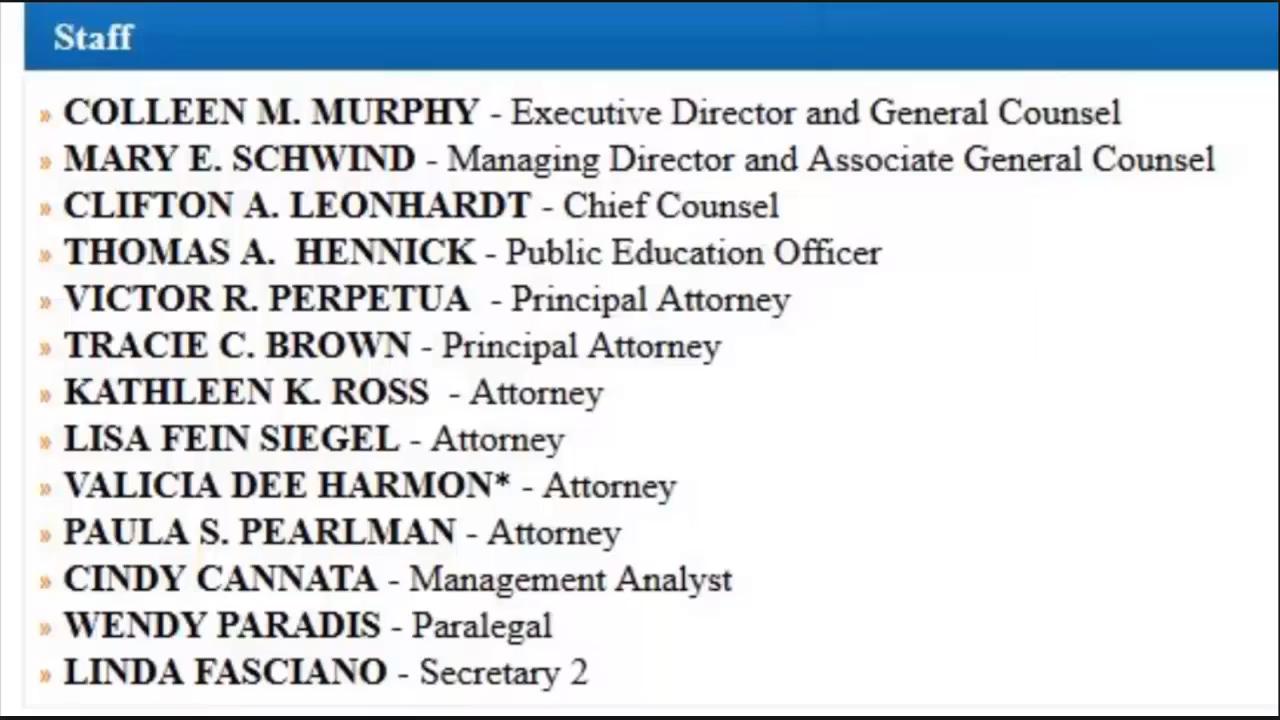 Staff
» COLLEEN M. MURPHY - Executive Director and General Counsel
» MARY E. SCHWIND - Managing Director and Associate General Counsel
» CLIFTON A. LEONHARDT - Chief Counsel
» THOMAS A.  HENNICK - Public Education Officer
» VICTOR R. PERPETUA  - Principal Attorney
» TRACIE C. BROWN - Principal Attorney
» KATHLEEN K. ROSS  - Attorney
» LISA FEIN SIEGEL - Attorney
» VALICIA DEE HARMON* - Attorney
» PAULA S. PEARLMAN - Attorney
» CINDY CANNATA - Management Analyst
» WENDY PARADIS - Paralegal
» LINDA FASCIANO - Secretary 2